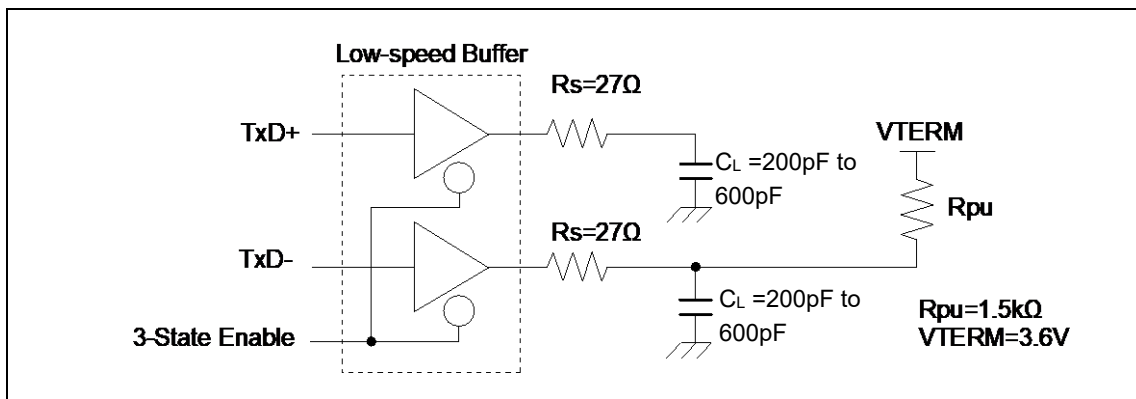 Low-speed Buffer
Rs=27Ω
TxD+
VTERM
CL =200pF to
600pF
Rpu
Rs=27Ω
TxD-
CL =200pF to
600pF
Rpu=1.5kΩ
VTERM=3.6V
3-State Enable